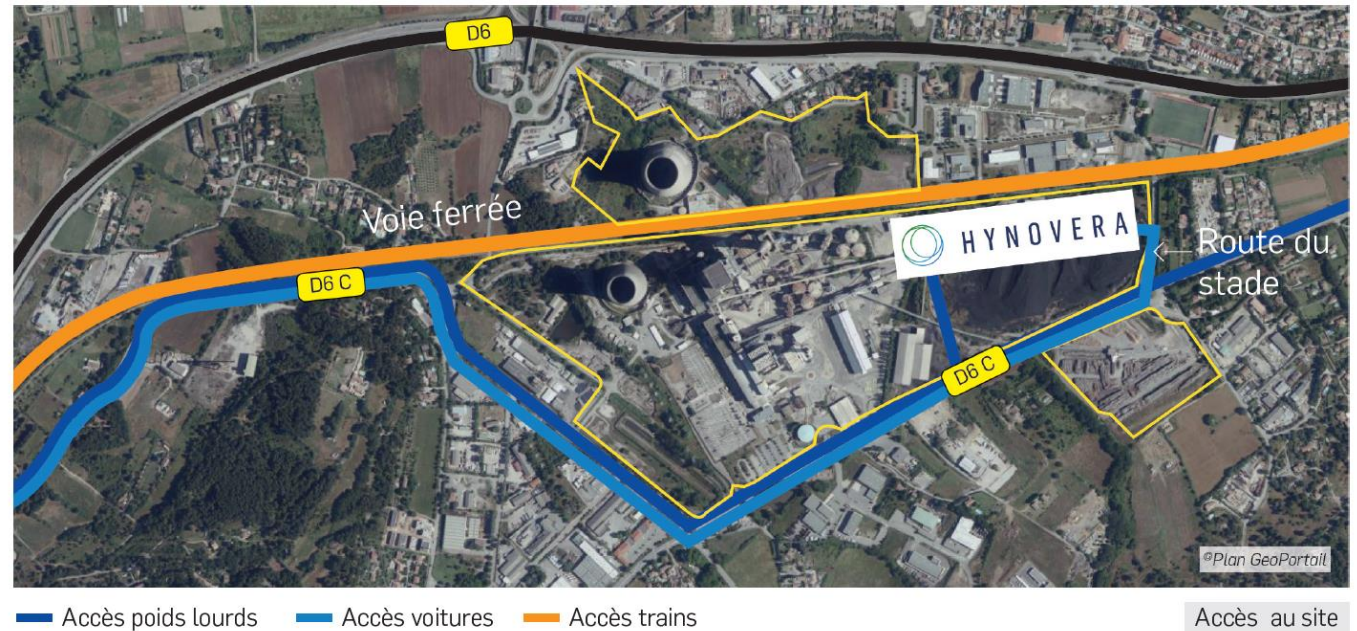 D6
Voie ferrée
D6 C
HYNOVERA
Route du
stade
D6 C
©Plan GéoPortail
Accès poids lourds
Accès voitures
Accès trains
Accès au site